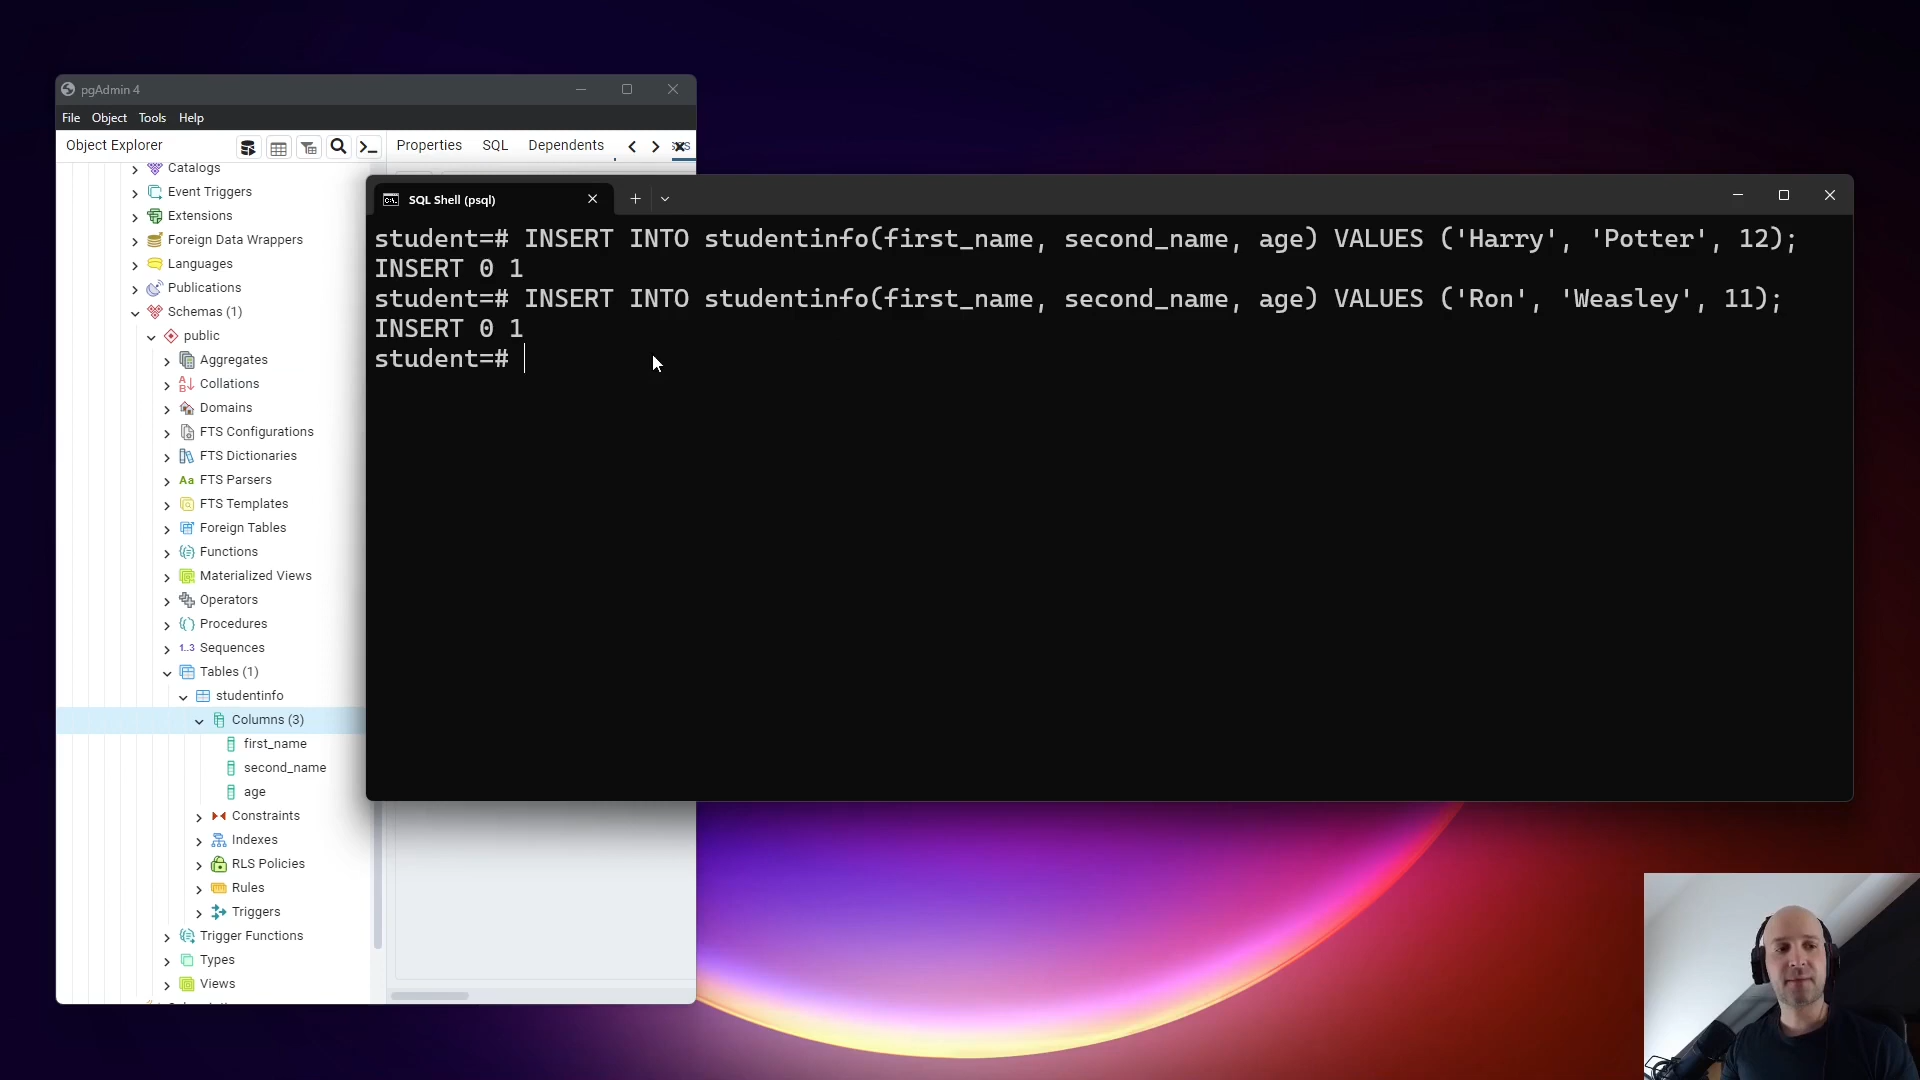 pgAdmin 4
File Object Tools Help
Object Explorer
Properties SQL Dependents
Catalogs
Event Triggers
Extensions
Foreign Data Wrappers
Languages
Publications
Schemas (1)
public
Aggregates
Collations
Domains
FTS Configurations
FTS Dictionaries
Aa FTS Parsers
FTS Templates
Foreign Tables
Functions
Materialized Views
Operators
Procedures
1..3 Sequences
Tables (1)
studentinfo
Columns (3)
first_name
second_name
age
Constraints
Indexes
RLS Policies
Rules
Triggers
Trigger Functions
Types
Views
SQL Shell (psql)
student=# INSERT INTO studentinfo(first_name, second_name, age) VALUES ('Harry', 'Potter', 12);
INSERT 0 1
student=# INSERT INTO studentinfo(first_name, second_name, age) VALUES ('Ron', 'Weasley', 11);
INSERT 0 1
student=#